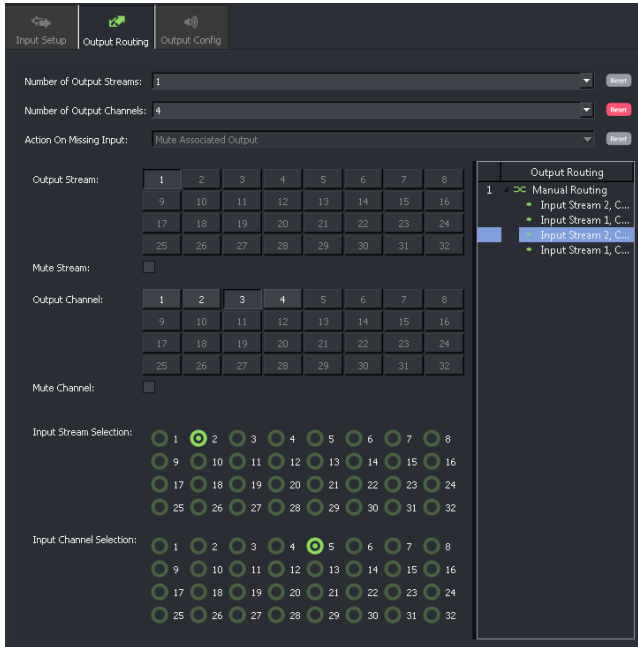 Input Setup Output Routing Output Config
Number of Output Streams: 1 Reset
Number of Output Channels: 4 Reset
Action On Missing Input: Mute Associated Output Reset
Output Stream: 1 2 3 4 5 6 7 8
9 10 11 12 13 14 15 16
17 18 19 20 21 22 23 24
25 26 27 28 29 30 31 32
Mute Stream:
Output Channel: 1 2 3 4 5 6 7 8
9 10 11 12 13 14 15 16
17 18 19 20 21 22 23 24
25 26 27 28 29 30 31 32
Mute Channel:
Input Stream Selection: 1 2 3 4 5 6 7 8
9 10 11 12 13 14 15 16
17 18 19 20 21 22 23 24
25 26 27 28 29 30 31 32
Input Channel Selection: 1 2 3 4 5 6 7 8
9 10 11 12 13 14 15 16
17 18 19 20 21 22 23 24
25 26 27 28 29 30 31 32
Output Routing
1 Manual Routing
Input Stream 2, C...
Input Stream 1, C...
Input Stream 2, C...
Input Stream 1, C...